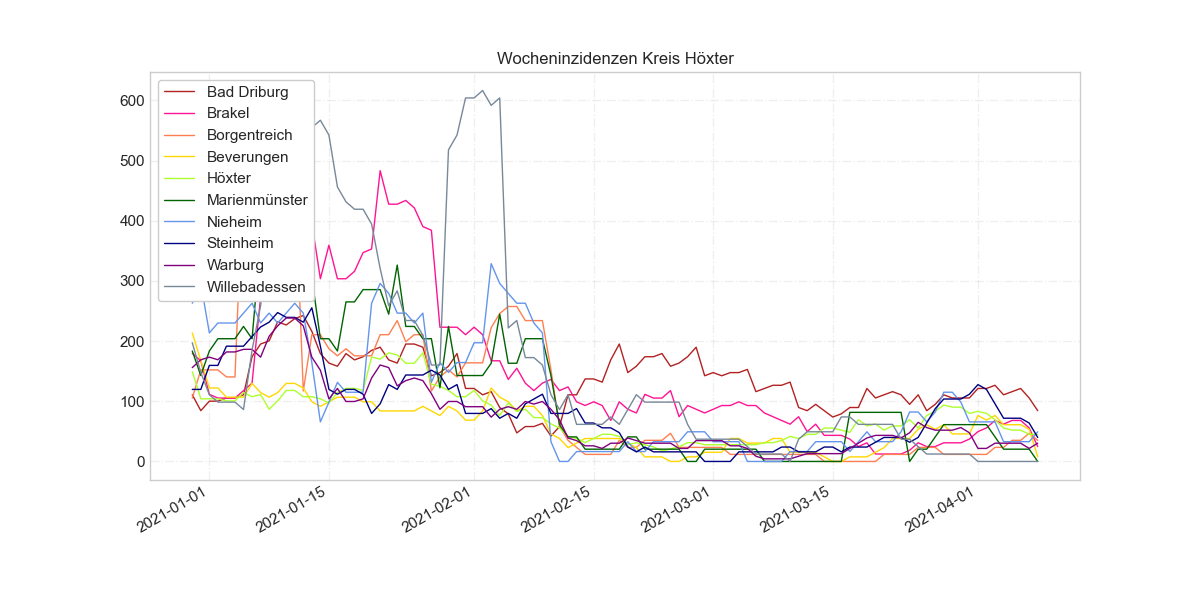 Wocheninzidenzen Kreis Höxter
600
500
400
300
200
100
0
Bad Driburg
Brakel
Borgentreich
Beverungen
Höxter
Marienmünster
Nieheim
Steinheim
Warburg
Willebadessen
2021-01-01
2021-01-15
2021-02-01
2021-02-15
2021-03-01
2021-03-15
2021-04-01